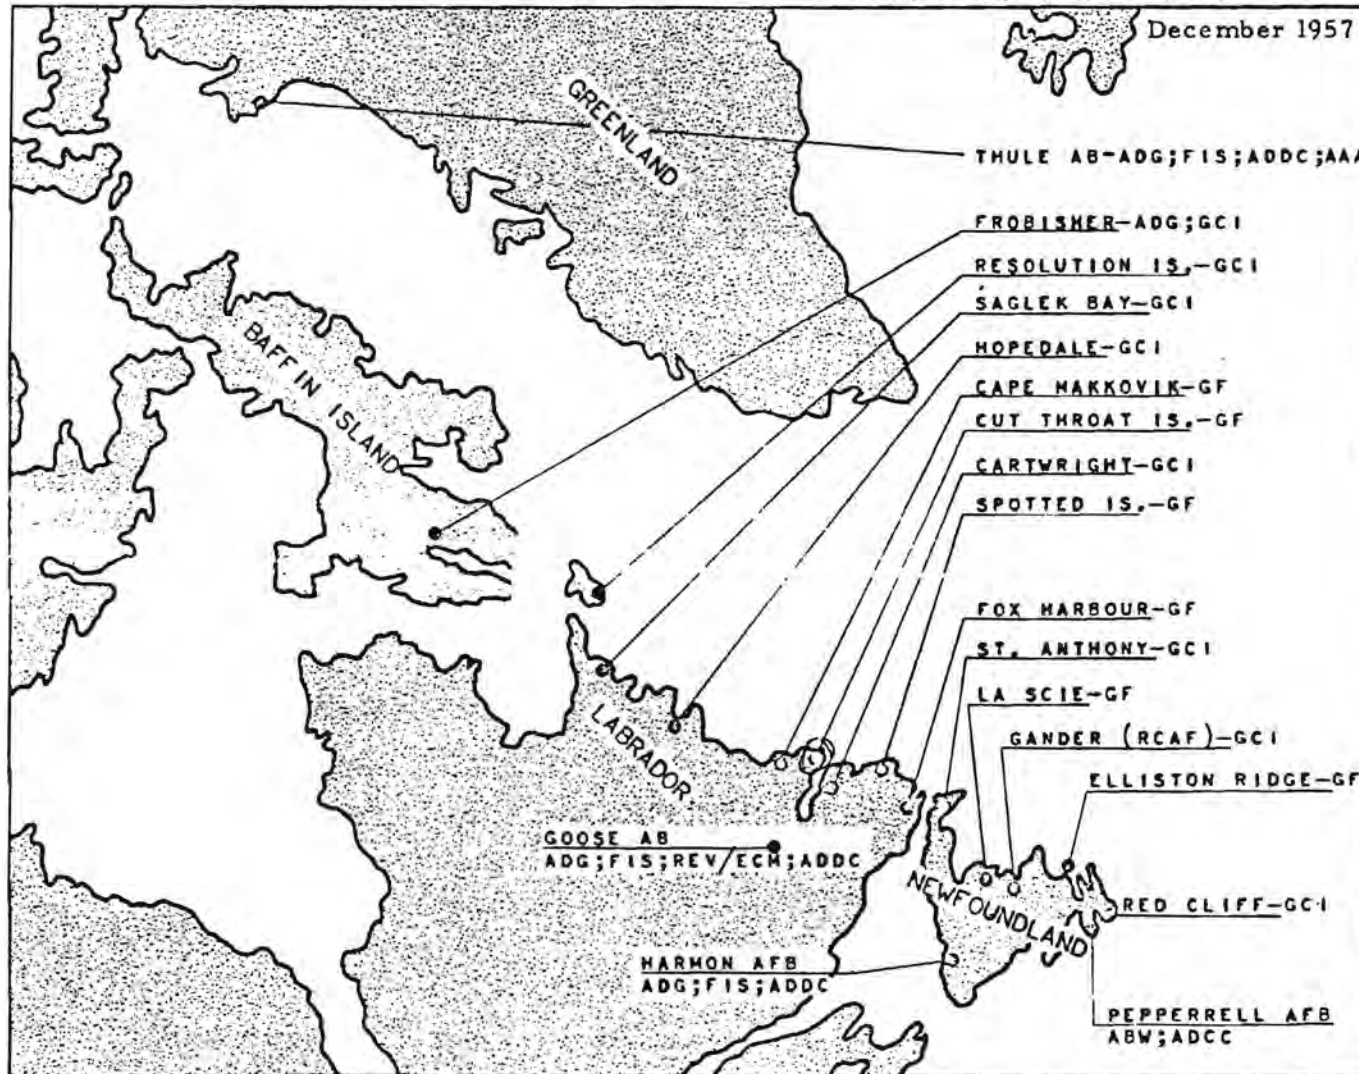 December 1957
GREENLAND
THULE AB-ADG;FIS;ADDC;AAA
FROBISHER-ADG;GCI
RESOLUTION IS.-GCI
SAGLEK BAY-GCI
HOPEDALE-GCI
CAPE MAKKOVIK-GF
CUT THROAT IS.-GF
CARTWRIGHT-GCI
SPOTTED IS.-GF
BAFFIN ISLAND
FOX HARBOUR-GF
ST. ANTHONY-GCI
LA SCIE-GF
GANDER (RCAF)-GCI
ELLISTON RIDGE-GF
LABRADOR
GOOSE AB
ADG;FIS;REV/ECM;ADDC
NEWFOUNDLAND
RED CLIFF-GCI
HARMON AFB
ADG;FIS;ADDC
PEPPERRELL AFB
ABW;ADCC